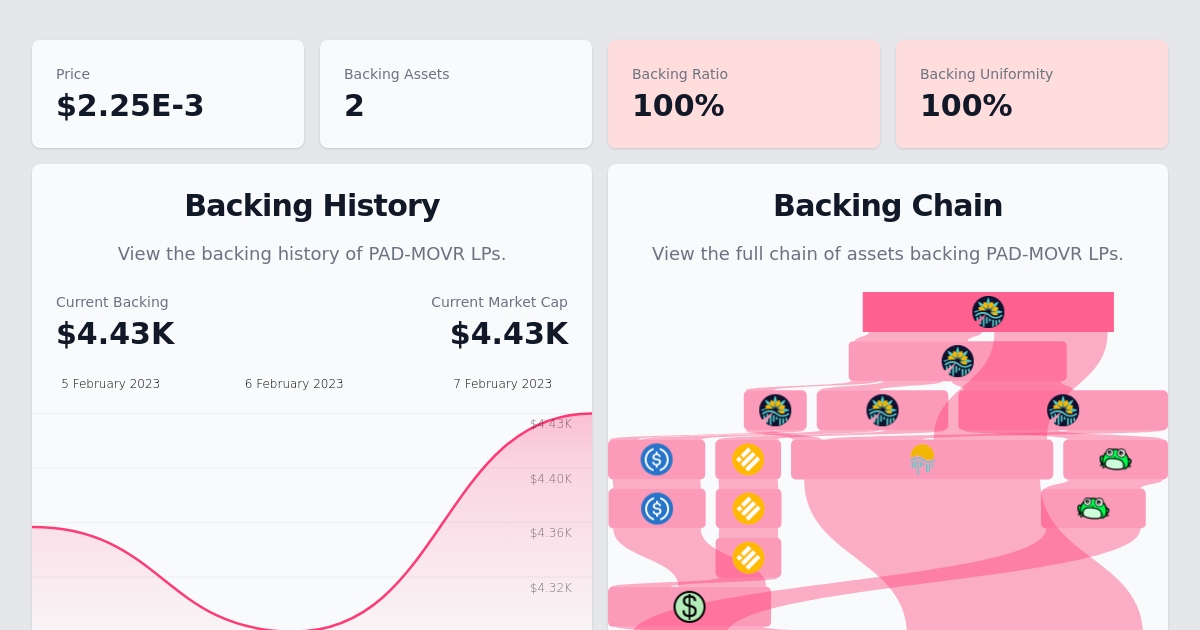 Price
$2.25E-3
Backing Assets
2
Backing Ratio
100%
Backing Uniformity
100%
Backing History
View the backing history of PAD-MOVR LPs.
Current Backing
$4.43K
Current Market Cap
$4.43K
5 February 2023
6 February 2023
7 February 2023
$4.43K
$4.40K
$4.36K
$4.32K
Backing Chain
View the full chain of assets backing PAD-MOVR LPs.